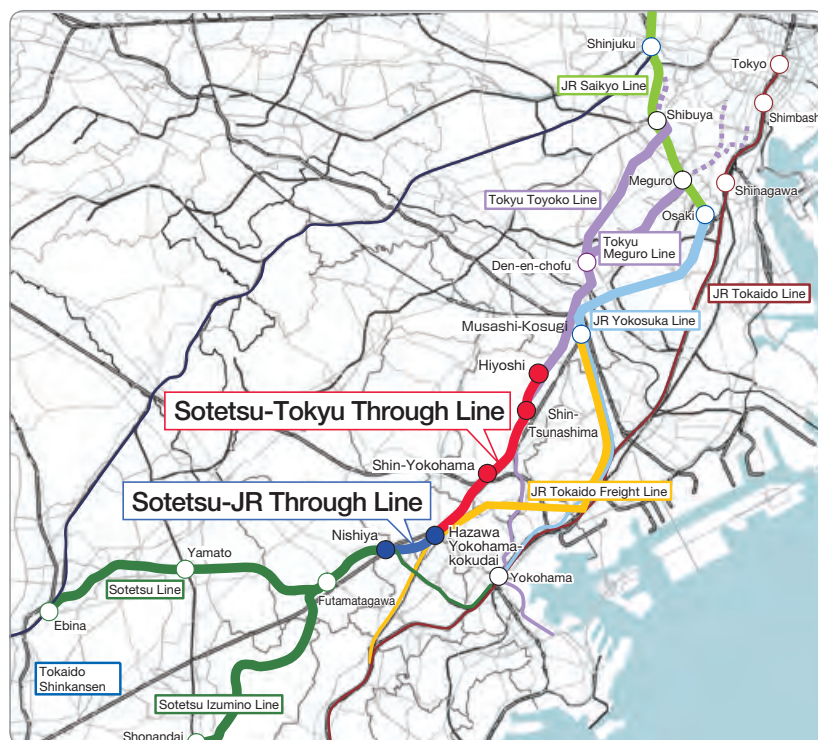 Shinjuku
Tokyo
JR Saikyo Line
Shimbash
Shibuya
Meguro
Shinagawa
Tokyu Toyoko Line
Osaki
Tokyu
Meguro Line
Den-en-chofu
JR Tokaido Line
Musashi-Kosugi
JR Yokosuka Line
Hiyoshi
Sotetsu-Tokyu Through Line
Shin-
Tsunashima
Shin-Yokohama
JR Tokaido Freight Line
Sotetsu-JR Through Line
Nishiya
Hazawa
Yokohama-
kokudai
Yamato
Yokohama
Sotetsu Line
Futamatagawa
Ebina
Tokaido
Shinkansen
Sotetsu Izumino Line
Shonandai